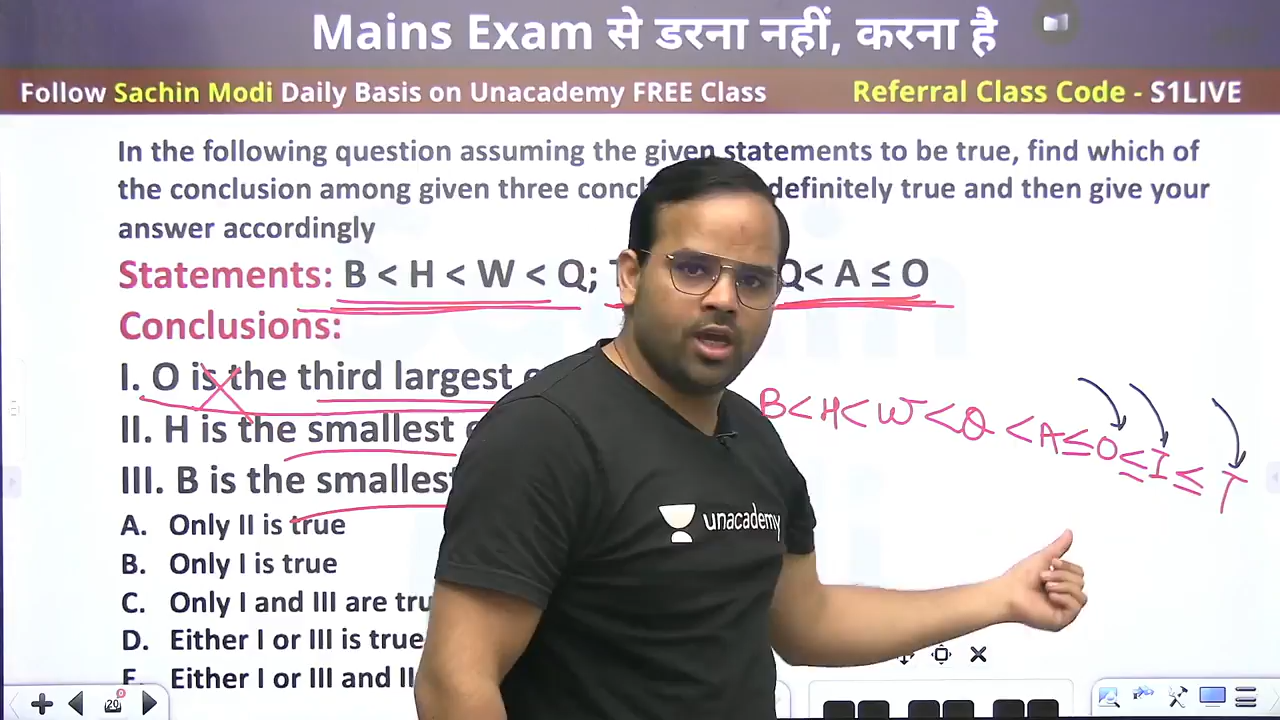 Mains Exam से डरना नहीं, करना है
Follow Sachin Modi Daily Basis on Unacademy FREE Class
Referral Class Code - S1LIVE
In the following question assuming the given statements to be true, find which of
the conclusion among given three definitely true and then give your
answer accordingly
Statements: B < H < W < Q; Q< A ≤ O
Conclusions:
I. O is the third largest
II. H is the smallest
III. B is the smallest
B < H < W < Q < A ≤ O ≤ I ≤ T
A. Only II is true
B. Only I is true
C. Only I and III are
D. Either I or III is true
E. Either I or III and
unacademy
20